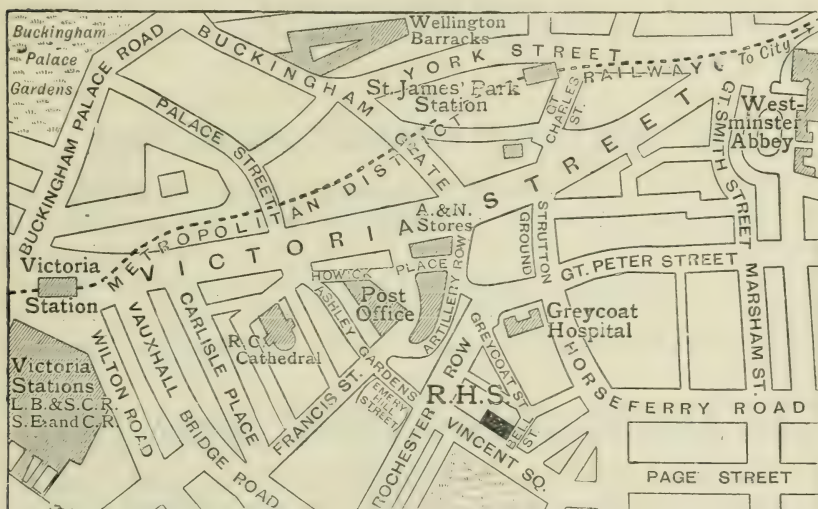 Buckingham
Palace
Gardens
BUCKINGHAM PALACE ROAD
BUCKINGHAM GATE
Wellington
Barracks
YORK STREET
St. James' Park
Station
METROPOLITAN DISTRICT RAILWAY
To City
GT. CHARLES ST.
West-
minster
Abbey
GT. SMITH STREET
PALACE STREET
VICTORIA STREET
A. & N.
Stores
STRUTTON
GROUND
GT. PETER STREET
MARSHAM ST.
Victoria
Station
HOWICK PLACE
ARTILLERY ROW
Post
Office
ASHLEY GARDENS
R.C.
Cathedral
CARLISLE PLACE
VAUXHALL BRIDGE ROAD
WILTON ROAD
Victoria
Stations
L.B. & S.C.R.
S.E. and C.R.
FRANCIS ST.
EMERY
HILL
STREET
ROCHESTER ROW
GREYCOAT ST.
Greycoat
Hospital
HORSEFERRY ROAD
R.H.S.
BELL
ST.
VINCENT SQ.
PAGE STREET